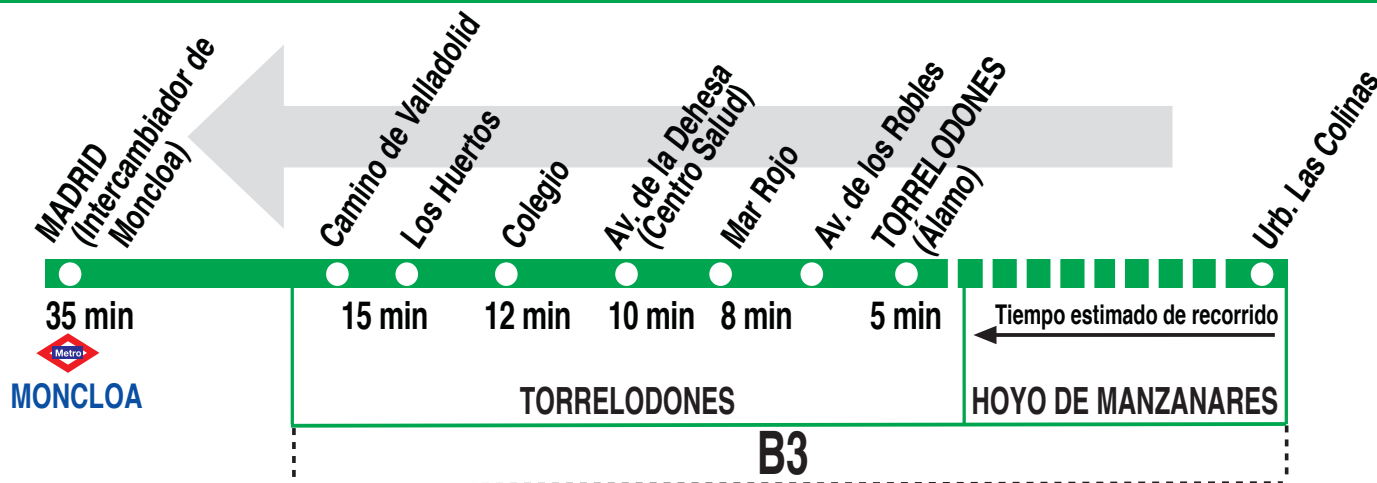 MADRID
(Intercambiador de
Moncloa)
Camino de Valladolid
Los Huertos
Colegio
Av. de la Dehesa
(Centro Salud)
Mar Rojo
Av. de los Robles
TORRELODONES
(Álamo)
Urb. Las Colinas
35 min
15 min
12 min
10 min
8 min
5 min
Tiempo estimado de recorrido
Metro
MONCLOA
TORRELODONES
HOYO DE MANZANARES
B3